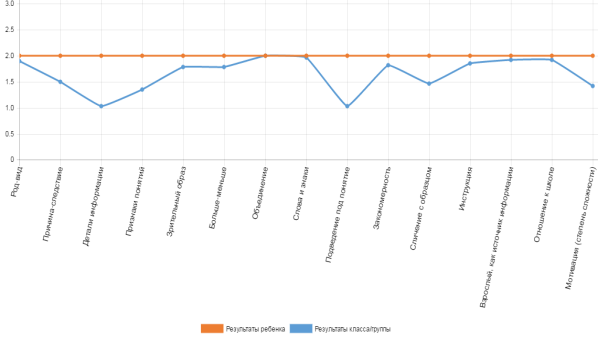 3.0
2.5
2.0
1.5
1.0
0.5
0
Род-вид
Причина-следствие
Детали информации
Признаки понятий
Зрительный образ
Больше-меньше
Объединение
Слова и знаки
Подведение под понятие
Закономерность
Сличение с образцом
Инструкция
Взрослый, как источник информации
Отношение к школе
Мотивация (степень сложности)
Результаты ребенка Результаты класса/группы